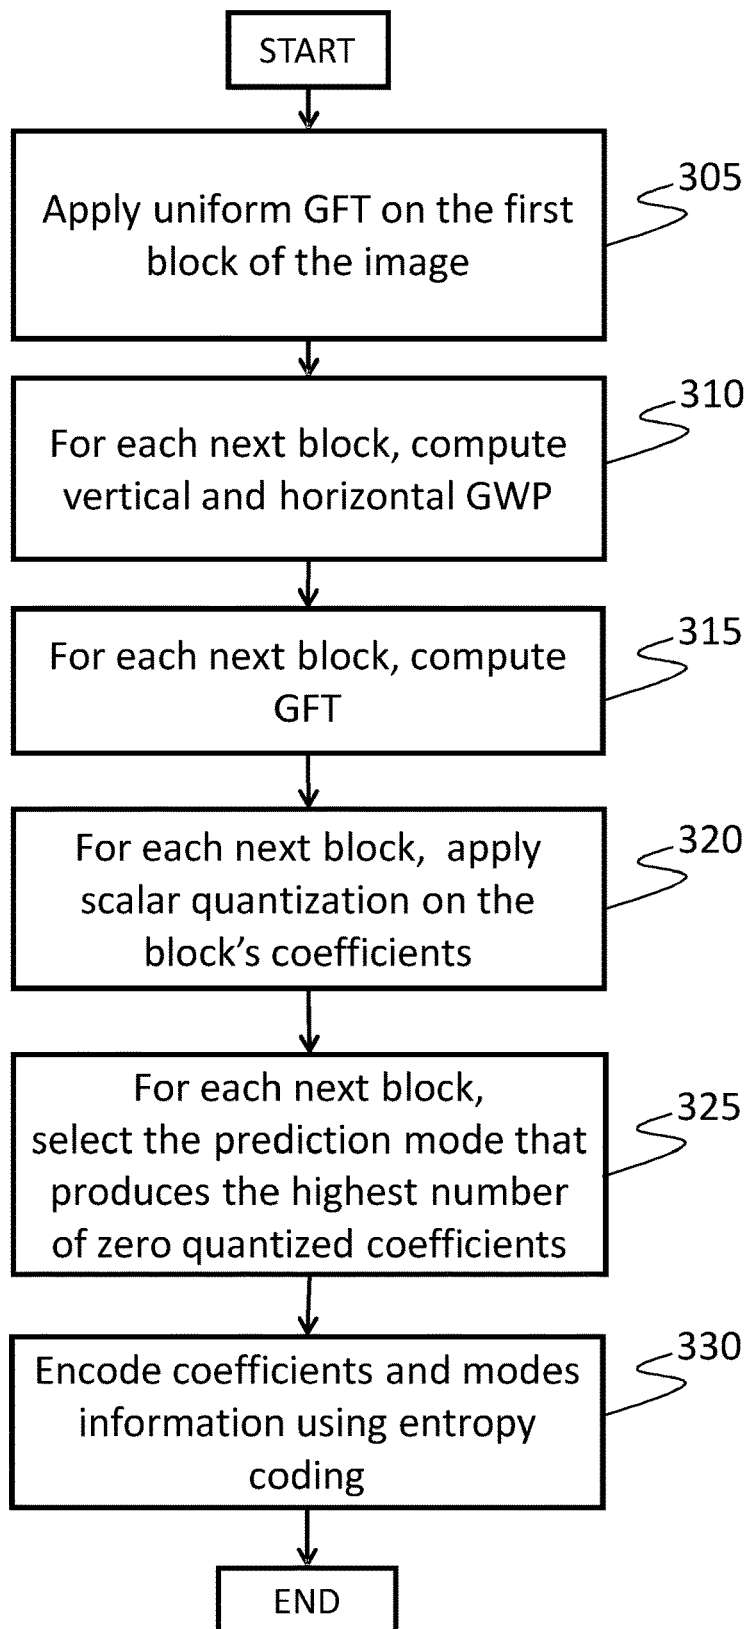 START
Apply uniform GFT on the first
block of the image
305
For each next block, compute
vertical and horizontal GWP
310
For each next block, compute
GFT
315
For each next block, apply
scalar quantization on the
block’s coefficients
320
For each next block,
select the prediction mode that
produces the highest number
of zero quantized coefficients
325
Encode coefficients and modes
information using entropy
coding
330
END